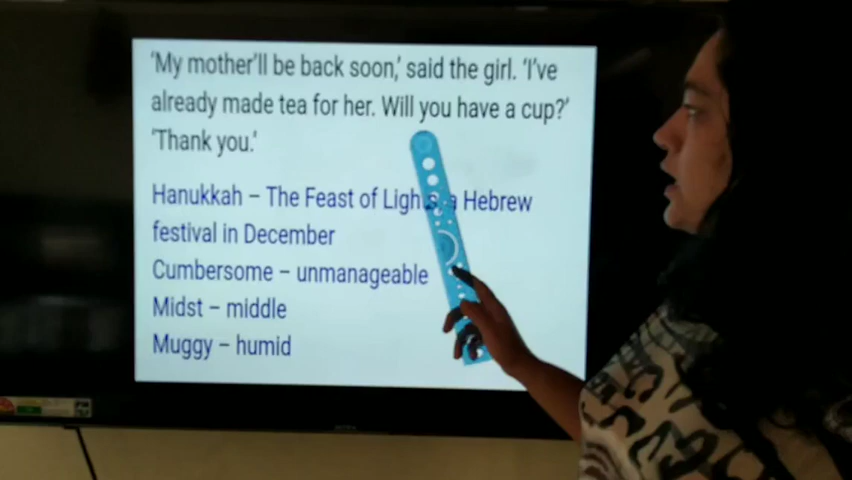 ‘My mother’ll be back soon,’ said the girl. ‘I’ve
already made tea for her. Will you have a cup?’
‘Thank you.’
Hanukkah – The Feast of Lights, a Hebrew
festival in December
Cumbersome – unmanageable
Midst – middle
Muggy – humid